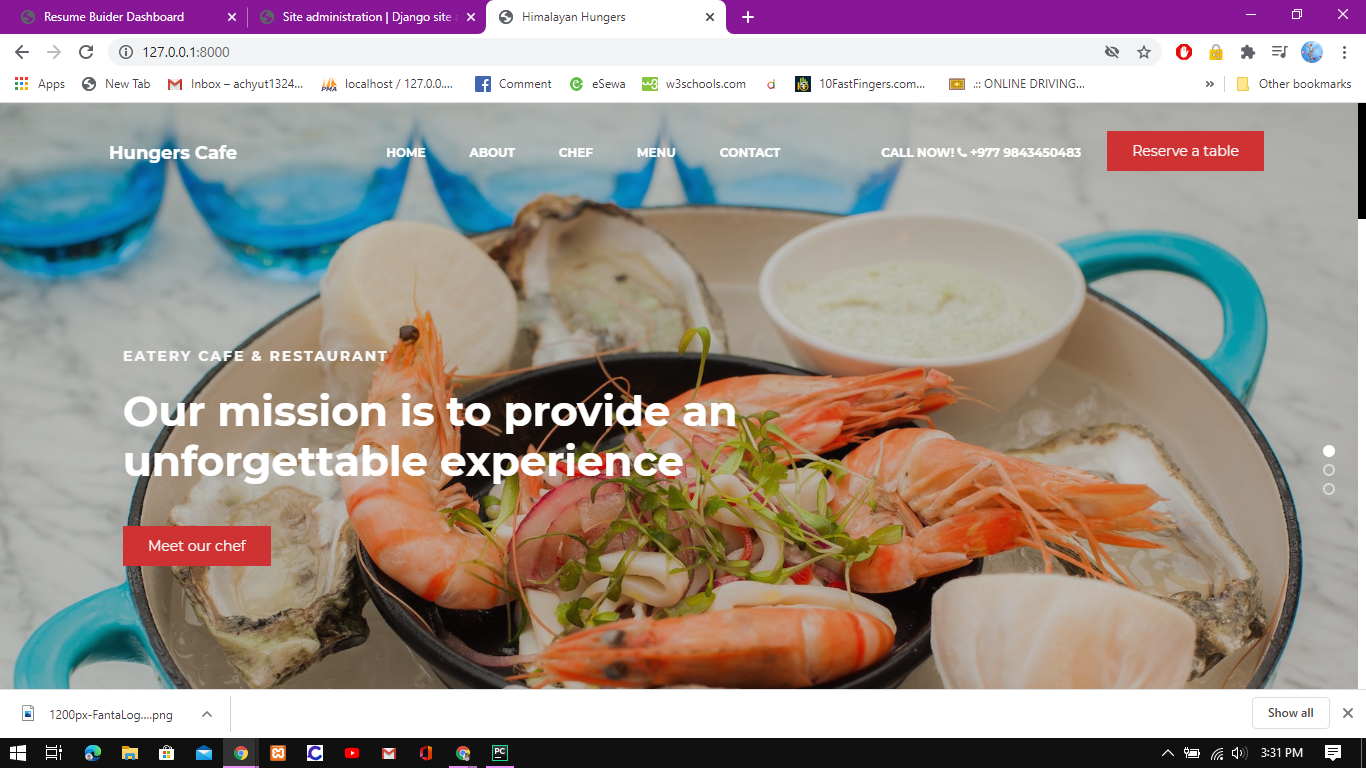 Resume Buider Dashboard
Site administration | Django site a
Himalayan Hungers
127.0.0.1:8000
Apps
New Tab
Inbox – achyut1324...
PMA
localhost / 127.0.0....
Comment
eSewa
w3schools.com
d
10FastFingers.com...
.:: ONLINE DRIVING...
»
Other bookmarks
Hungers Cafe
HOME
ABOUT
CHEF
MENU
CONTACT
CALL NOW! +977 9843450483
Reserve a table
EATERY CAFE & RESTAURANT
Our mission is to provide an
unforgettable experience
Meet our chef
1200px-FantaLog....png
Show all
PC
3:31 PM